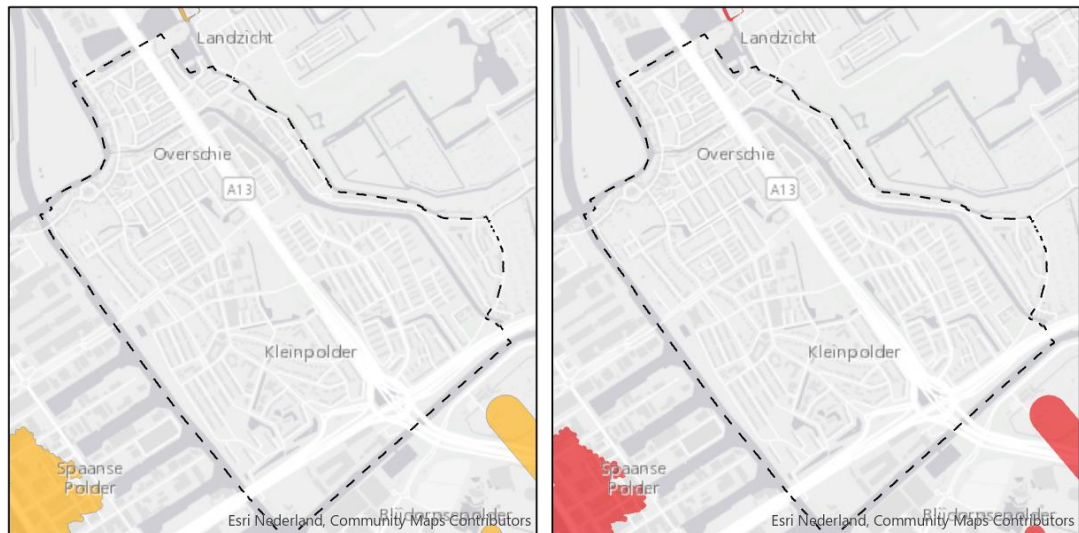 Landzicht
Overschie
A13
Kleinpolder
Spaanse
Polder
Esri Nederland, Community Maps Contributors
Landzicht
Overschie
A13
Kleinpolder
Spaanse
Polder
Blijdorpsepolder
Esri Nederland, Community Maps Contributors